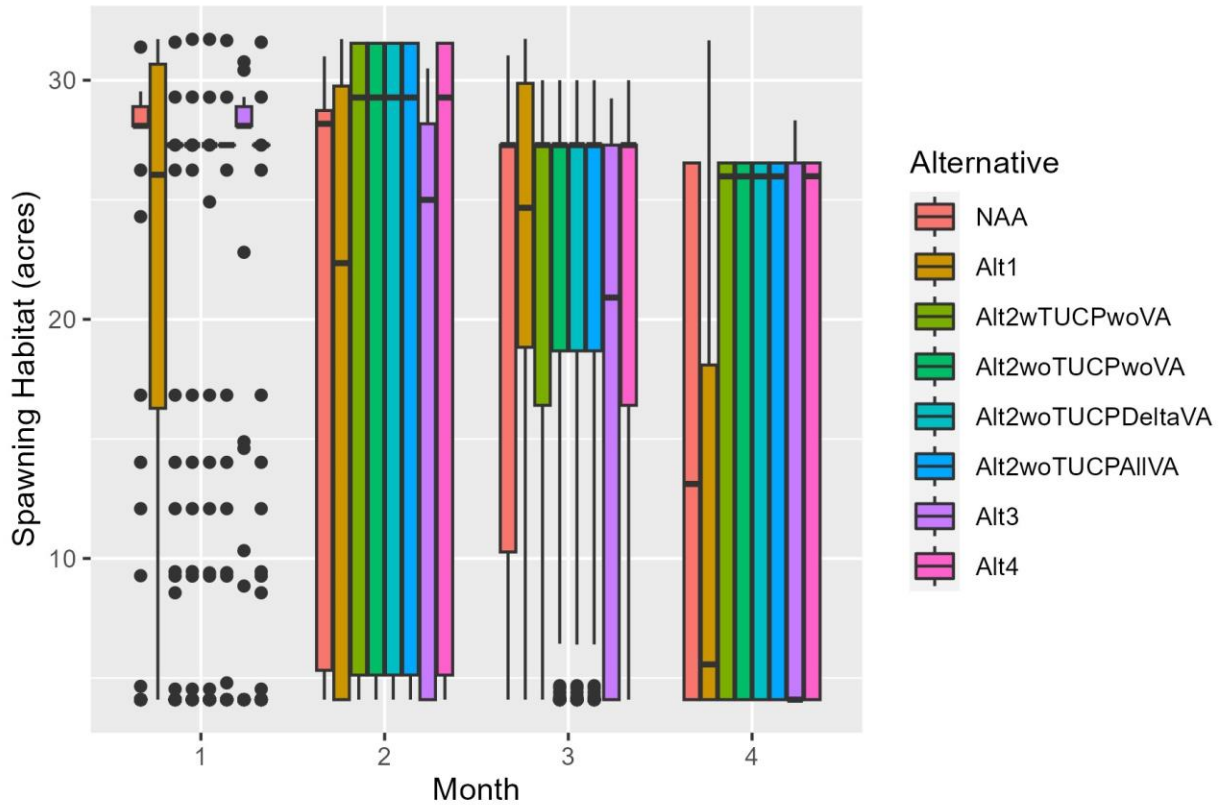 30
20
10
Spawning Habitat (acres)
1
2
3
4
Month
Alternative
NAA
Alt1
Alt2wTUCPwoVA
Alt2woTUCPwoVA
Alt2woTUCPDeltaVA
Alt2woTUCPAllVA
Alt3
Alt4